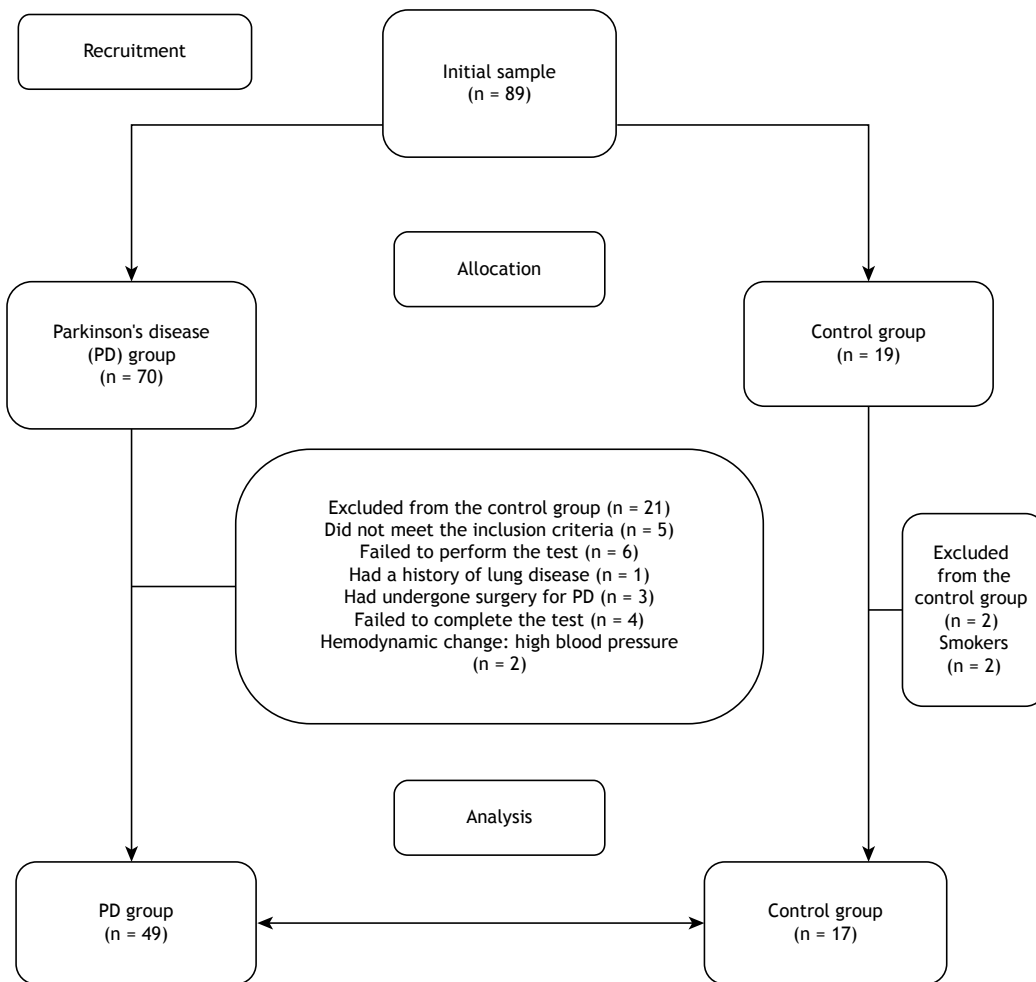 Recruitment
Initial sample
(n = 89)
Allocation
Parkinson's disease
(PD) group
(n = 70)
Control group
(n = 19)
Excluded from the control group (n = 21)
Did not meet the inclusion criteria (n = 5)
Failed to perform the test (n = 6)
Had a history of lung disease (n = 1)
Had undergone surgery for PD (n = 3)
Failed to complete the test (n = 4)
Hemodynamic change: high blood pressure
(n = 2)
Excluded
from the
control group
(n = 2)
Smokers
(n = 2)
Analysis
PD group
(n = 49)
Control group
(n = 17)